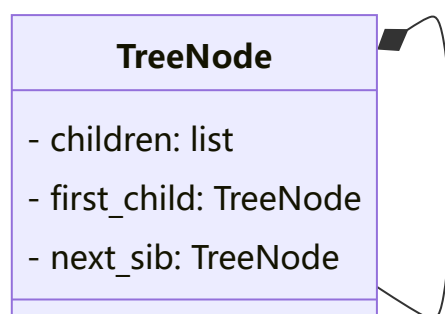 TreeNode
- children: list
- first_child: TreeNode
- next_sib: TreeNode